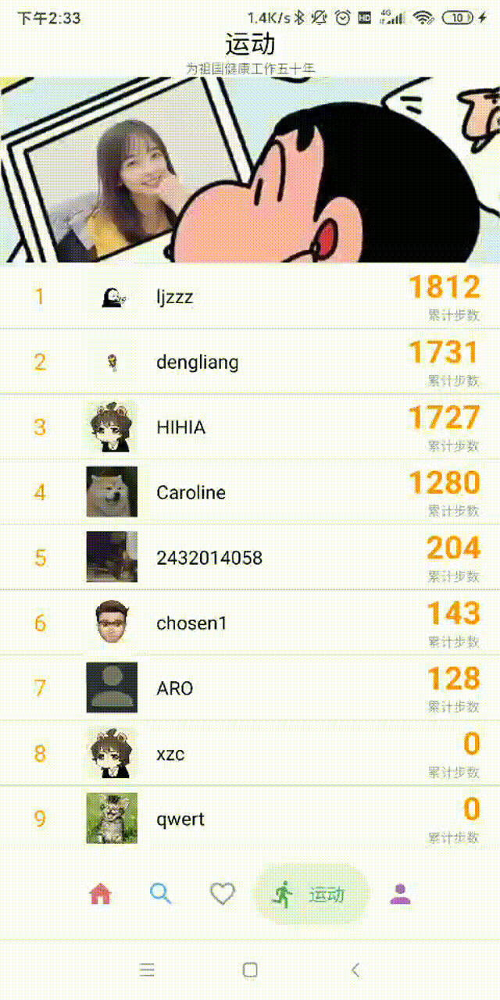 下午2:33
1.4K/s HD 4G 10
运动
为祖国健康工作五十年
1 ljzzz 1812
累计步数
2 dengliang 1731
累计步数
3 HIHIA 1727
累计步数
4 Caroline 1280
累计步数
5 2432014058 204
累计步数
6 chosen1 143
累计步数
7 ARO 128
累计步数
8 xzc 0
累计步数
9 qwert 0
累计步数
运动